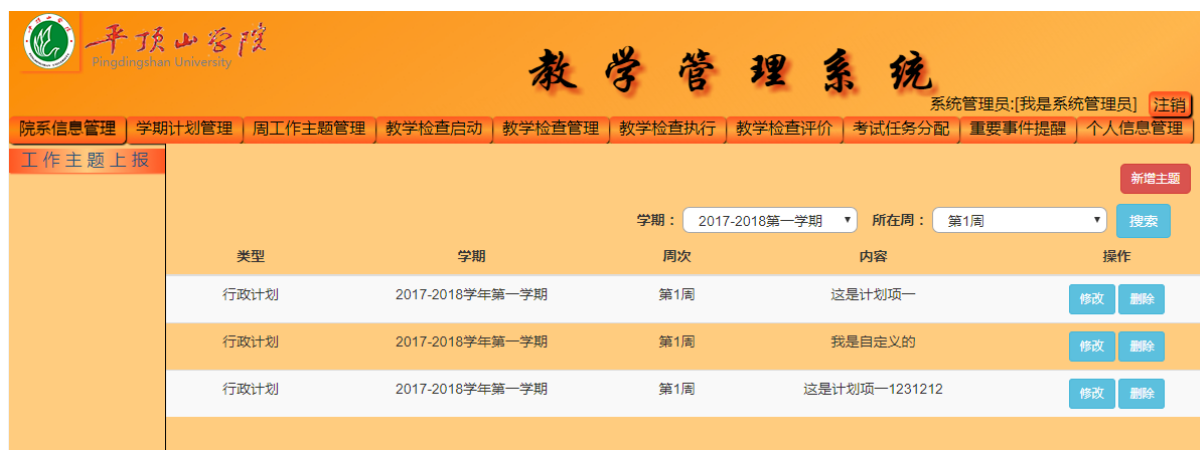 平顶山学院
Pingdingshan University
教学管理系统
系统管理员:[我是系统管理员] 注销
院系信息管理 学期计划管理 周工作主题管理 教学检查启动 教学检查管理 教学检查执行 教学检查评价 考试任务分配 重要事件提醒 个人信息管理
工作主题上报
新增主题
学期： 2017-2018第一学期 所在周： 第1周 搜索
类型 学期 周次 内容 操作
行政计划 2017-2018学年第一学期 第1周 这是计划项一 修改 删除
行政计划 2017-2018学年第一学期 第1周 我是自定义的 修改 删除
行政计划 2017-2018学年第一学期 第1周 这是计划项一1231212 修改 删除